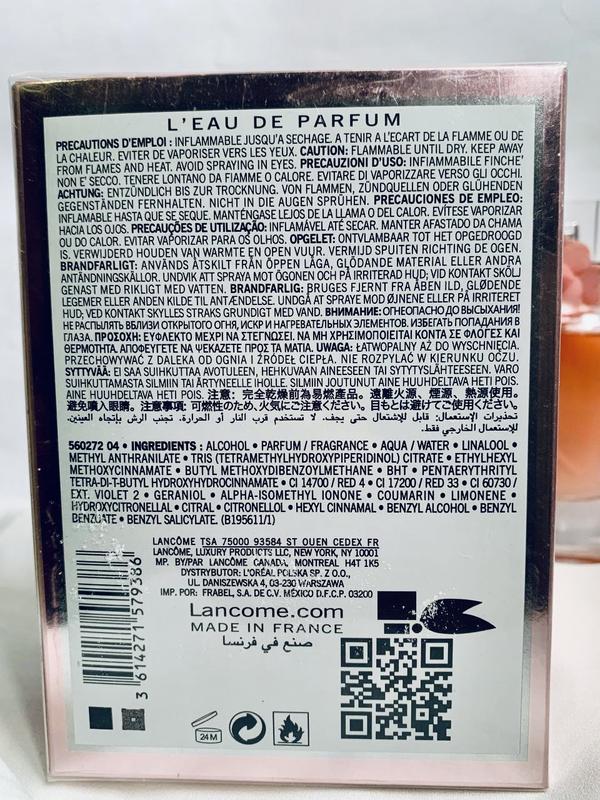 L'EAU DE PARFUM
PRECAUTIONS D'EMPLOI : INFLAMMABLE JUSQU'A SECHAGE. A TENIR A L'ECART DE LA FLAMME OU DE
LA CHALEUR. EVITER DE VAPORISER VERS LES YEUX. CAUTION: FLAMMABLE UNTIL DRY. KEEP AWAY
FROM FLAMES AND HEAT. AVOID SPRAYING IN EYES. PRECAUZIONI D'USO: INFIAMMABILE FINCHE'
NON E' SECCO. TENERE LONTANO DA FIAMME O CALORE. EVITARE DI VAPORIZZARE VERSO GLI OCCHI.
ACHTUNG: ENTZÜNDLICH BIS ZUR TROCKNUNG. VON FLAMMEN, ZÜNDQUELLEN ODER GLÜHENDEN
GEGENSTÄNDEN FERNHALTEN. NICHT IN DIE AUGEN SPRÜHEN. PRECAUCIONES DE EMPLEO:
INFLAMABLE HASTA QUE SE SEQUE. MANTÉNGASE LEJOS DE LA LLAMA O DEL CALOR. EVÍTESE VAPORIZAR
HACIA LOS OJOS. PRECAUÇÕES DE UTILIZAÇÃO: INFLAMÁVEL ATÉ SECAR. MANTER AFASTADO DA CHAMA
OU DO CALOR. EVITAR VAPORIZAR PARA OS OLHOS. OPGELET: ONTVLAMBAAR TOT HET OPGEDROOGD
IS. VERWIJDERD HOUDEN VAN WARMTE EN OPEN VUUR. VERMIJD SPUITEN RICHTING DE OGEN.
BRANDFARLIGT: ANVÄNDS ÅTSKILT FRÅN ÖPPEN LÅGA, GLÖDANDE MATERIAL ELLER ANDRA
ANTÄNDNINGSKÄLLOR. UNDVIK ATT SPRAYA MOT ÖGONEN OCH PÅ IRRITERAD HUD; VID KONTAKT SKÖLJ
GENAST MED RIKLIGT MED VATTEN. BRANDFARLIG: BRUGES FJERNT FRA ÅBEN ILD, GLØDENDE
LEGEMER ELLER ANDEN KILDE TIL ANTÆNDELSE. UNDGÅ AT SPRAYE MOD ØJNENE ELLER PÅ IRRITERET
HUD; VED KONTAKT SKYLLES STRAKS GRUNDIGT MED VAND. ВНИМАНИЕ: ОГНЕОПАСНО ДО ВЫСЫХАНИЯ!
НЕ РАСПЫЛЯТЬ ВБЛИЗИ ОТКРЫТОГО ОГНЯ, ИСКР И НАГРЕВАТЕЛЬНЫХ ЭЛЕМЕНТОВ. ИЗБЕГАТЬ ПОПАДАНИЯ В
ГЛАЗА. ΠΡΟΣΟΧΗ: ΕΥΦΛΕΚΤΟ ΜΕΧΡΙ ΝΑ ΣΤΕΓΝΩΣΕΙ. ΝΑ ΜΗ ΧΡΗΣΙΜΟΠΟΙΕΙΤΑΙ ΚΟΝΤΑ ΣΕ ΦΛΟΓΕΣ ΚΑΙ
ΘΕΡΜΟΤΗΤΑ. ΑΠΟΦΕΥΓΕΤΕ ΝΑ ΨΕΚΑΖΕΤΕ ΠΡΟΣ ΤΑ ΜΑΤΙΑ. UWAGA: ŁATWOPALNY AŻ DO WYSCHNIĘCIA.
PRZECHOWYWAĆ Z DALEKA OD OGNIA I ŹRÓDEŁ CIEPŁA. NIE ROZPYLAĆ W KIERUNKU OCZU.
SYTTYVÄÄ: EI SAA SUIHKUTTAA AVOTULEEN, HEHKUVAAN AINEESEEN TAI SYTYTYSLÄHTEESEEN. VARO
SUIHKUTTAMASTA SILMIIN TAI ÄRTYNEELLE IHOLLE. SILMIIN JOUTUNUT AINE HUUHDELTAVA HETI POIS.
AINE HUUHDELTAVA HETI POIS. 注意：完全乾燥前為易燃產品。遠離火源、煙源、熱源使用。
避免噴入眼睛。注意事項：可燃性のため、火気にご注意ください。目もとは避けてご使用ください。
تحذيرات الاستعمال: قابل للاشتعال حتى يجف. لا تستخدم قرب النار أو الحرارة. تجنبي الرش باتجاه العينين.
للإستعمال الخارجي فقط.
560272 04 • INGREDIENTS : ALCOHOL • PARFUM / FRAGRANCE • AQUA / WATER • LINALOOL •
METHYL ANTHRANILATE • TRIS (TETRAMETHYLHYDROXYPIPERIDINOL) CITRATE • ETHYLHEXYL
METHOXYCINNAMATE • BUTYL METHOXYDIBENZOYLMETHANE • BHT • PENTAERYTHRITYL
TETRA-DI-T-BUTYL HYDROXYHYDROCINNAMATE • CI 14700 / RED 4 • CI 17200 / RED 33 • CI 60730 /
EXT. VIOLET 2 • GERANIOL • ALPHA-ISOMETHYL IONONE • COUMARIN • LIMONENE •
HYDROXYCITRONELLAL • CITRAL • CITRONELLOL • HEXYL CINNAMAL • BENZYL ALCOHOL • BENZYL
BENZOATE • BENZYL SALICYLATE. (B195611/1)
LANCÔME TSA 75000 93584 ST OUEN CEDEX FR
LANCÔME, LUXURY PRODUCTS LLC, NEW YORK, NY 10001
MP. BY/PAR LANCÔME CANADA, MONTREAL H4T 1K5
DYSTRYBUTOR: L'ORÉAL POLSKA SP. Z O.O.,
UL. DANISZEWSKA 4, 03-230 WARSZAWA
IMP. POR: FRABEL, S.A. DE C.V. MÉXICO D.F.C.P. 03200
Lancome.com
MADE IN FRANCE
صنع في فرنسا
3 614271 579386
24M